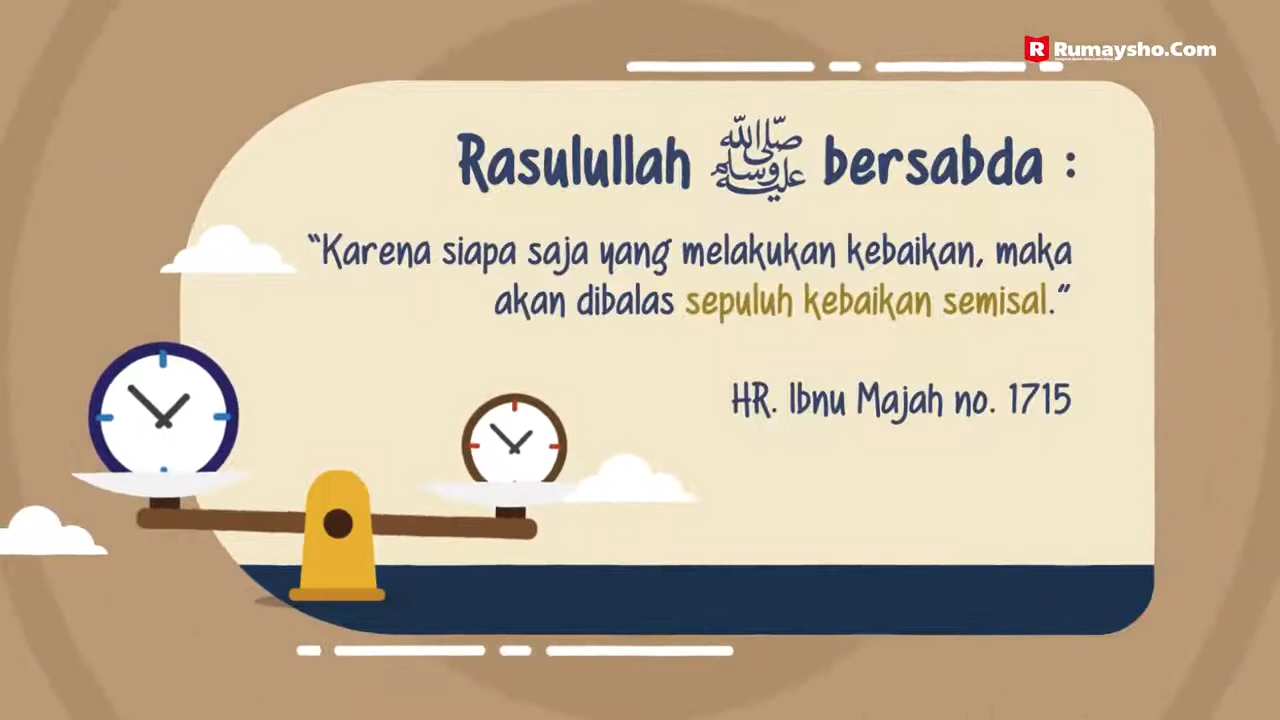 Rumaysho.Com
Rasulullah ﷺ bersabda :
"Karena siapa saja yang melakukan kebaikan, maka
akan dibalas sepuluh kebaikan semisal."
HR. Ibnu Majah no. 1715